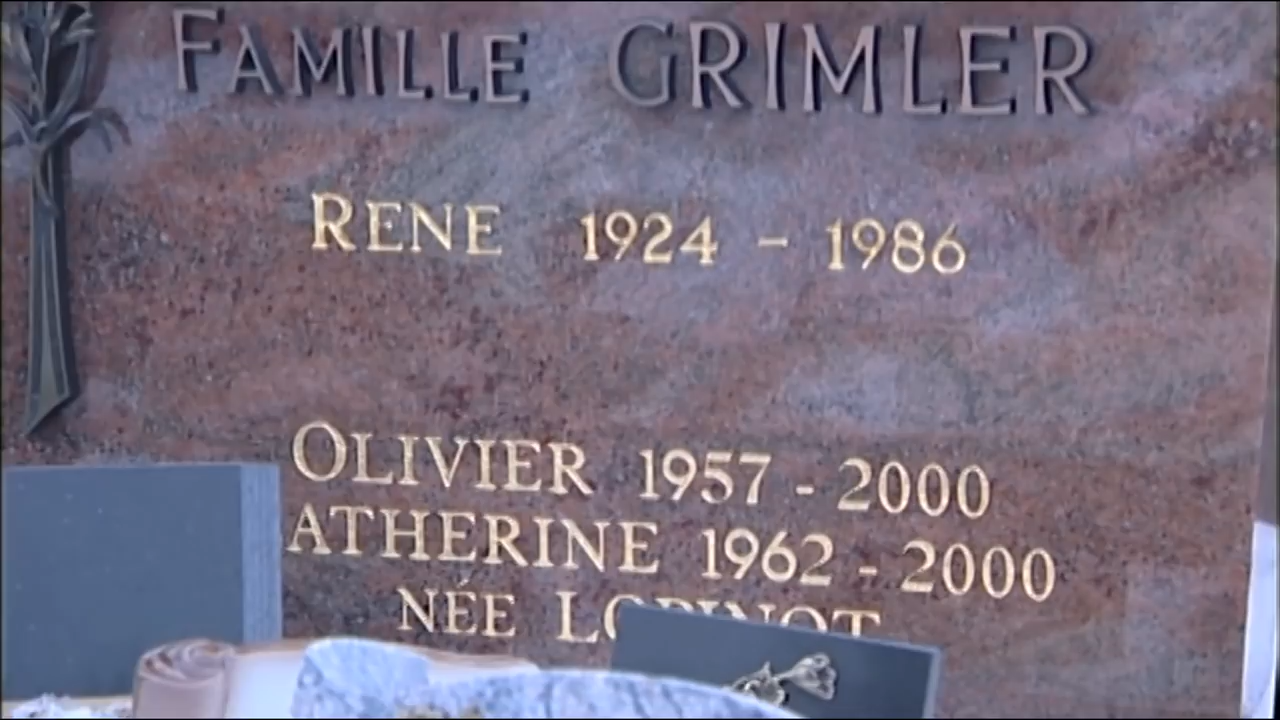 FAMILLE GRIMLER
RENE 1924 - 1986
OLIVIER 1957 - 2000
ATHERINE 1962 - 2000
NÉE